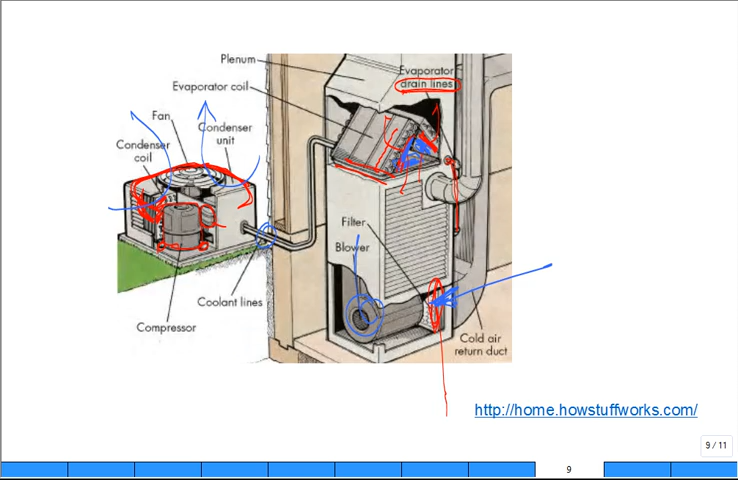 Plenum
Evaporator
drain lines
Evaporator coil
Fan
Condenser
unit
Condenser
coil
Filter
Blower
Coolant lines
Compressor
Cold air
return duct
http://home.howstuffworks.com/
9 / 11
9